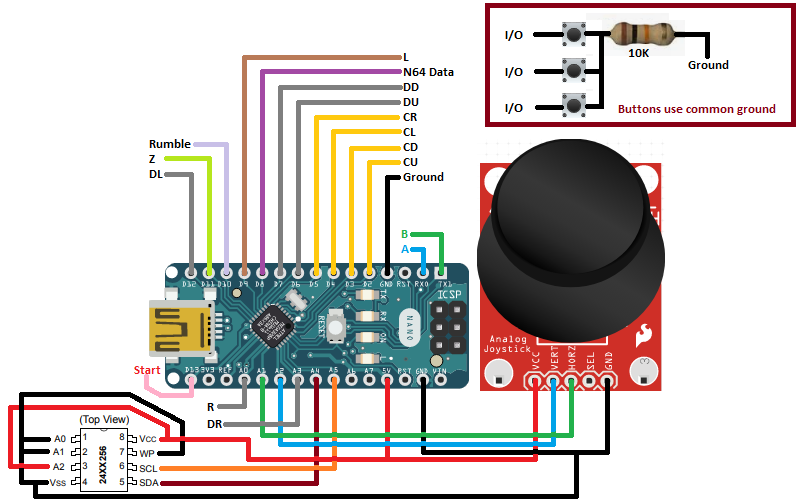 L
N64 Data
DD
DU
CR
CL
CD
CU
Ground
Rumble
Z
DL
B
A
I/O
I/O
I/O
10K
Ground
Buttons use common ground
D12 D11 D10 D9 D8 D7 D6 D5 D4 D3 D2 GND RST RX0 TX1
TX
RX
ON
L
RESET
NANO
ICSP
D13 3V3 REF A0 A1 A2 A3 A4 A5 A6 A7 5V RST GND VIN
Start
R
DR
Analog
Joystick
VCC
VERT
HORZ
SEL
GND
(Top View)
A0 1 8 Vcc
A1 2 7 WP
A2 3 6 SCL
Vss 4 5 SDA
24XX256